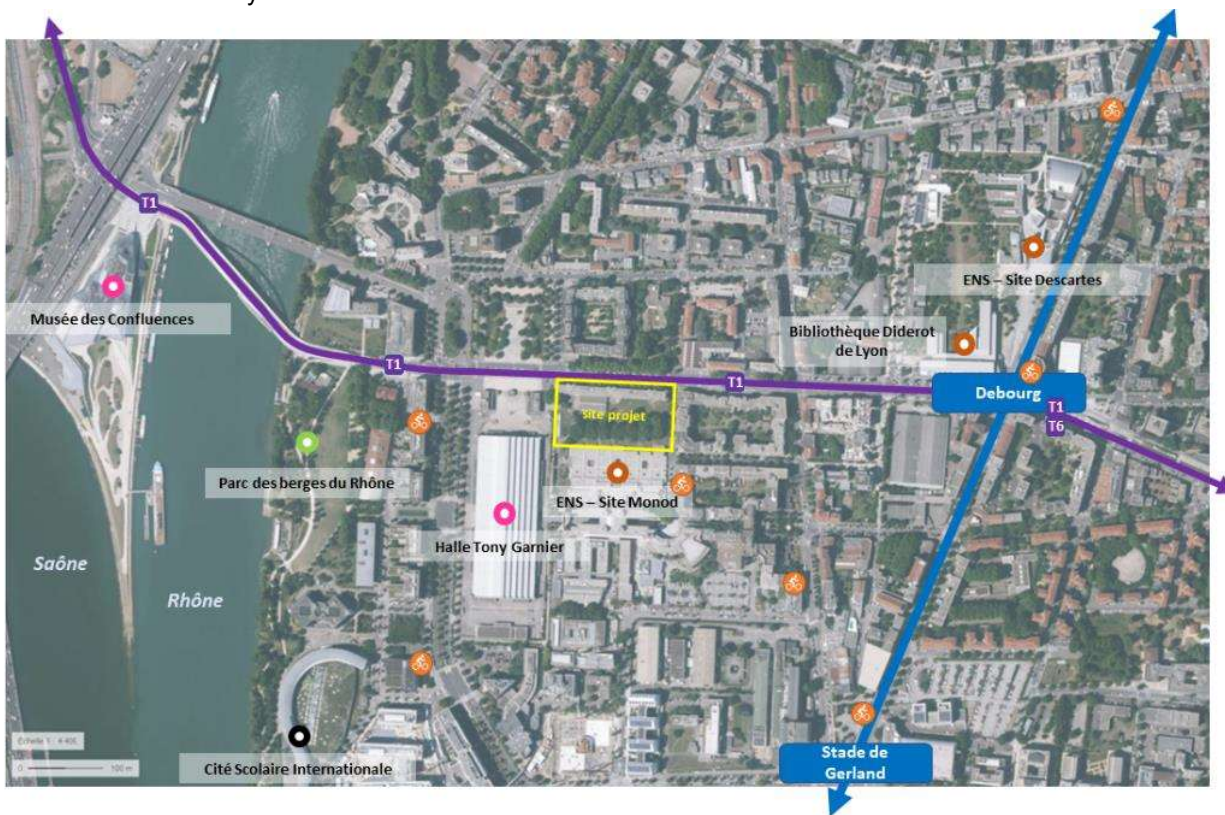 y
T1
ENS – Site Descartes
Musée des Confluences
Bibliothèque Diderot
de Lyon
T1
T1
Debourg
T1
T6
Site projet
Parc des berges du Rhône
ENS – Site Monod
Halle Tony Garnier
Saône
Rhône
Stade de
Gerland
Cité Scolaire Internationale
0
100 m